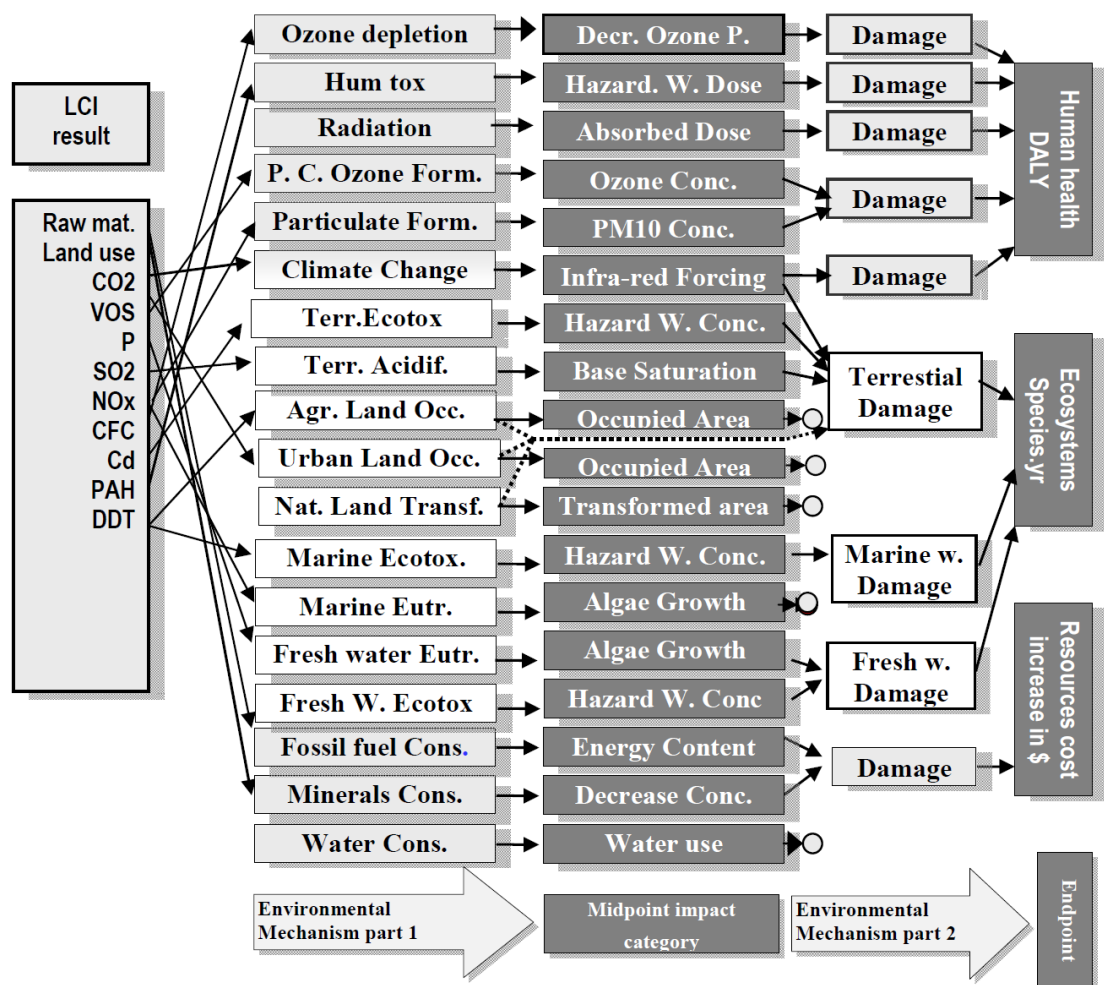 LCI
result
Raw mat.
Land use
CO2
VOS
P
SO2
NOx
CFC
Cd
PAH
DDT
Ozone depletion
Hum tox
Radiation
P. C. Ozone Form.
Particulate Form.
Climate Change
Terr.Ecotox
Terr. Acidif.
Agr. Land Occ.
Urban Land Occ.
Nat. Land Transf.
Marine Ecotox.
Marine Eutr.
Fresh water Eutr.
Fresh W. Ecotox
Fossil fuel Cons.
Minerals Cons.
Water Cons.
Decr. Ozone P.
Hazard. W. Dose
Absorbed Dose
Ozone Conc.
PM10 Conc.
Infra-red Forcing
Hazard W. Conc.
Base Saturation
Occupied Area
Occupied Area
Transformed area
Hazard W. Conc.
Algae Growth
Algae Growth
Hazard W. Conc
Energy Content
Decrease Conc.
Water use
Damage
Damage
Damage
Damage
Damage
Terrestial
Damage
Marine w.
Damage
Fresh w.
Damage
Damage
Human health
DALY
Ecosystems
Species.yr
Resources cost
increase in $
Environmental
Mechanism part 1
Midpoint impact
category
Environmental
Mechanism part 2
Endpoint